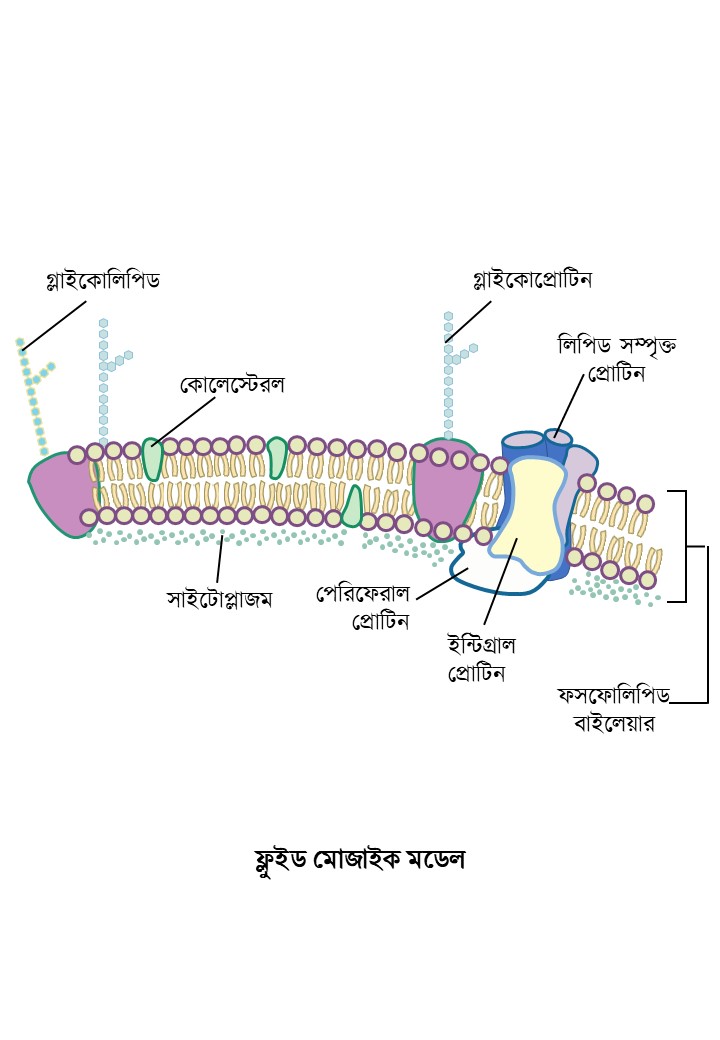 গ্লাইকোলিপিড
গ্লাইকোপ্রোটিন
লিপিড সম্পৃক্ত
প্রোটিন
কোলেস্টেরল
সাইটোপ্লাজম
পেরিফেরাল
প্রোটিন
ইন্টিগ্রাল
প্রোটিন
ফসফোলিপিড
বাইলেয়ার
ফ্লুইড মোজাইক মডেল